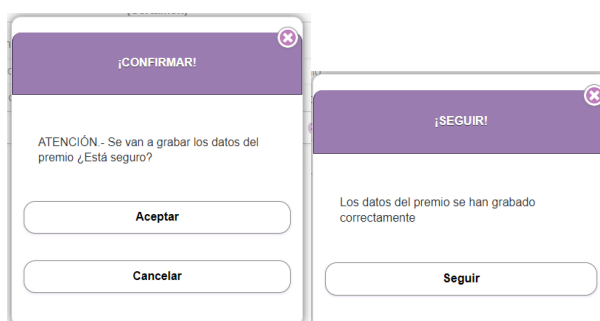 ¡CONFIRMAR!
ATENCIÓN.- Se van a grabar los datos del
premio ¿Está seguro?
Aceptar
Cancelar
¡SEGUIR!
Los datos del premio se han grabado
correctamente
Seguir